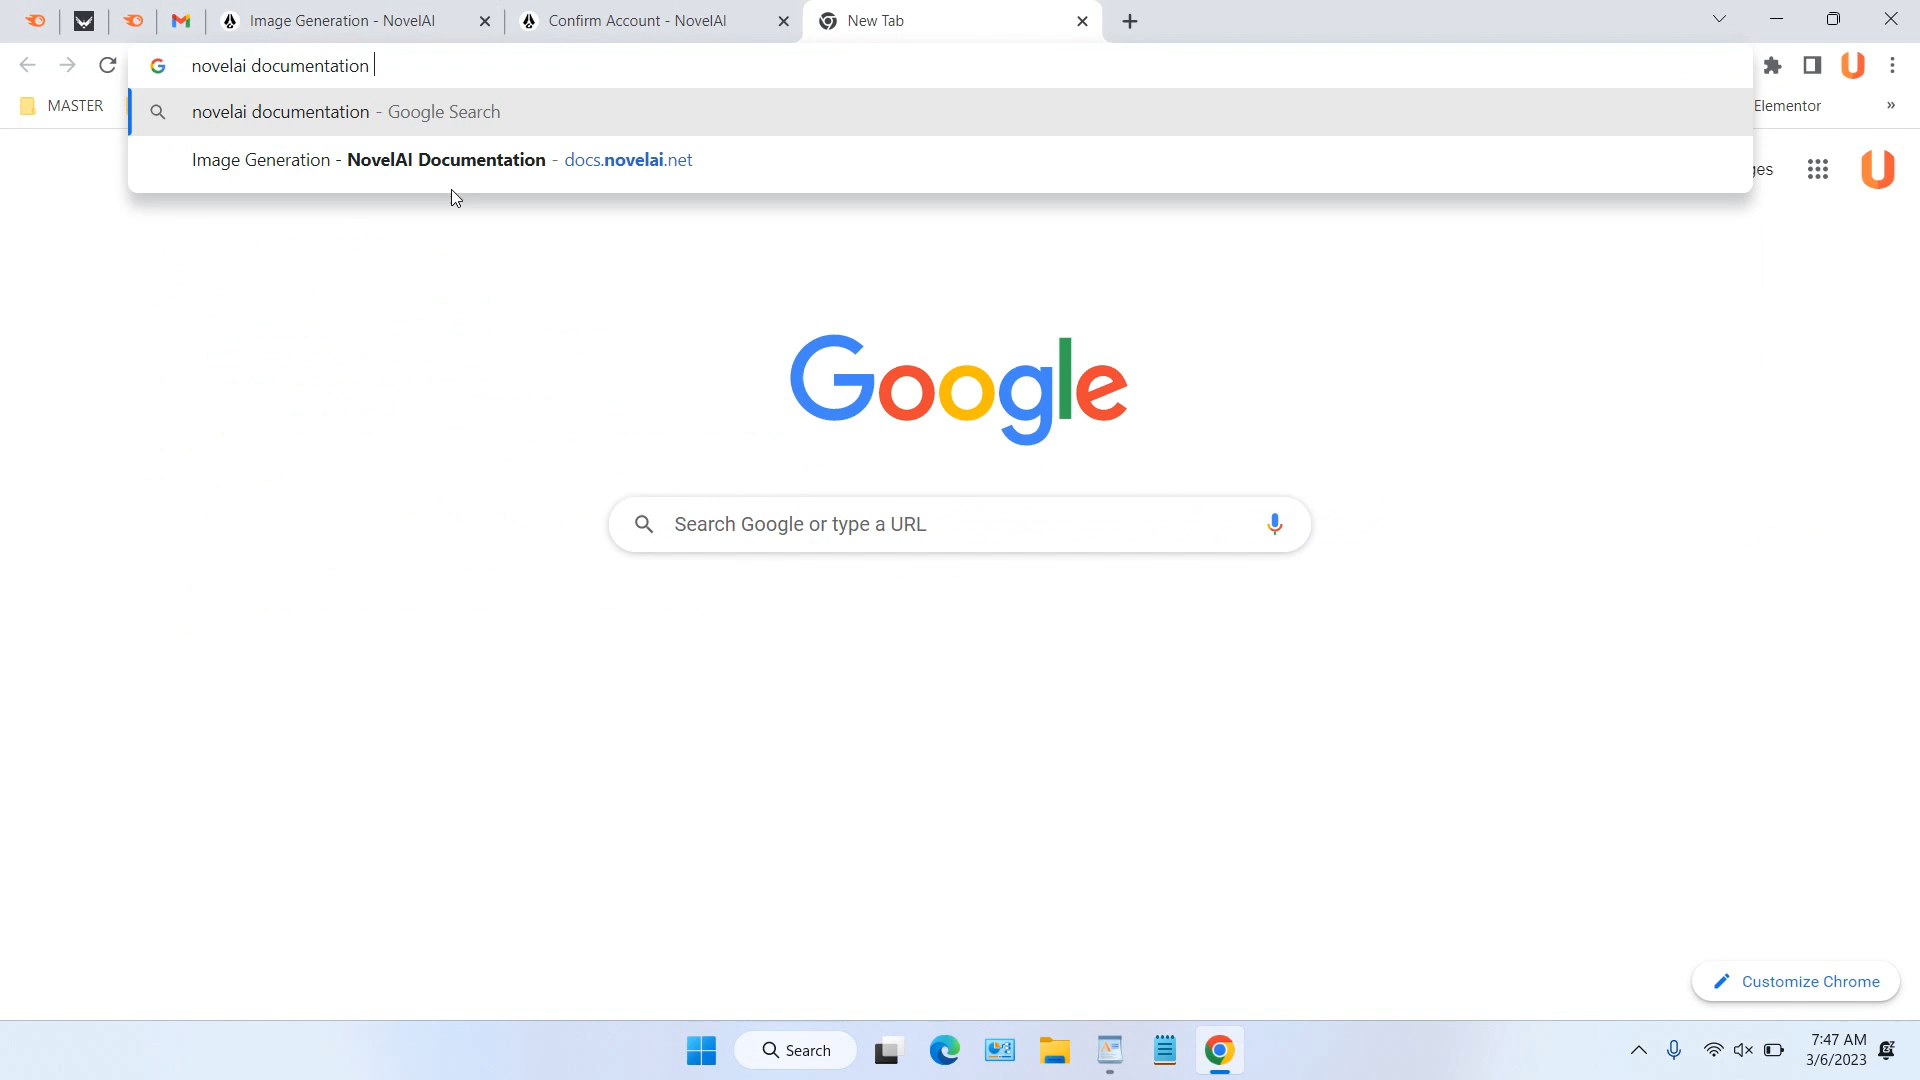 Image Generation - NovelAI
Confirm Account - NovelAI
New Tab
novelai documentation
MASTER
Elementor
»
novelai documentation - Google Search
Image Generation - NovelAI Documentation - docs.novelai.net
Google
Search Google or type a URL
Customize Chrome
Search
7:47 AM
3/6/2023